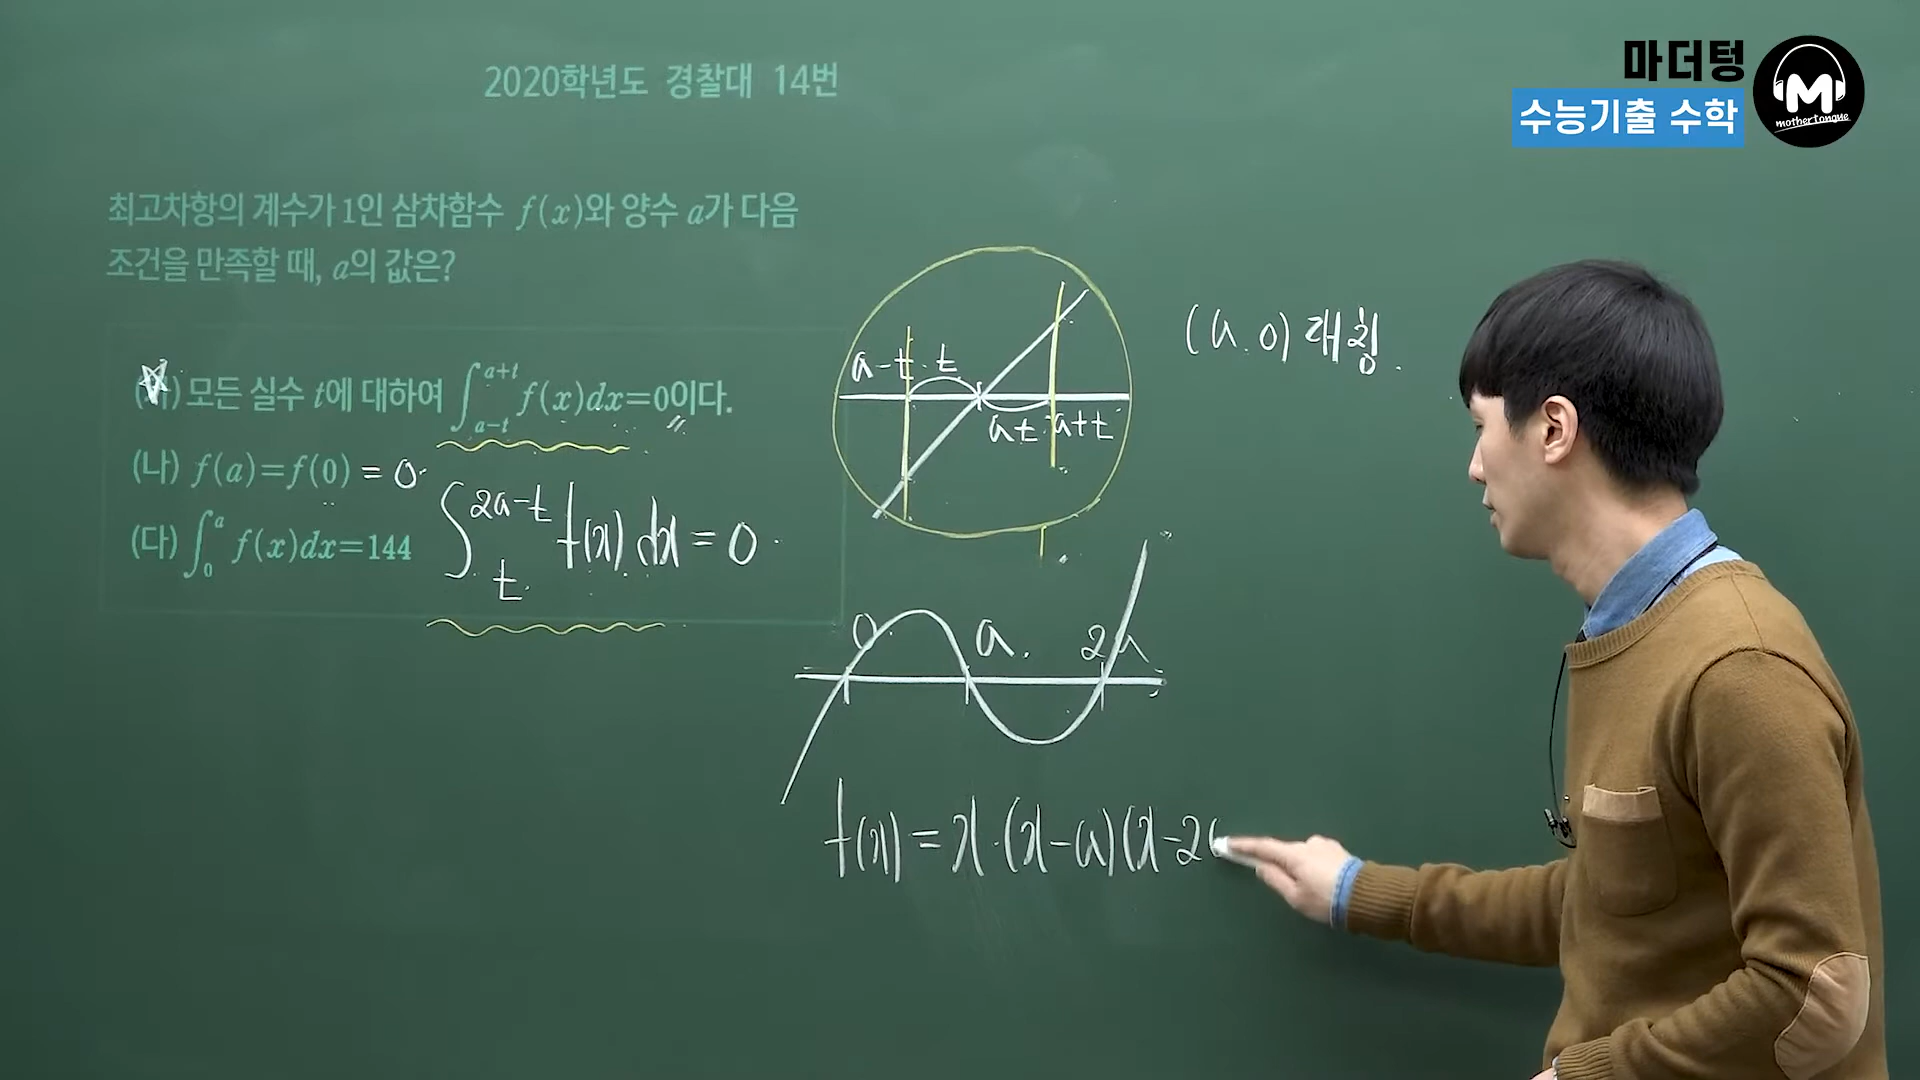 2020학년도 경찰대 14번
마더텅
수능기출 수학
M
mothertongue
최고차항의 계수가 1인 삼차함수 f(x)와 양수 a가 다음
조건을 만족할 때, a의 값은?
모든 실수 t에 대하여 ∫_{a-t}^{a+t} f(x)dx=0이다.
(나) f(a)=f(0) = 0
(다) ∫_0^a f(x)dx=144
∫_t^{2a-t} f(x) dx = 0
a-t t
a t a+t
(a, 0) 대칭.
0 a. 2a
f(x) = x·(x-a)(x-2